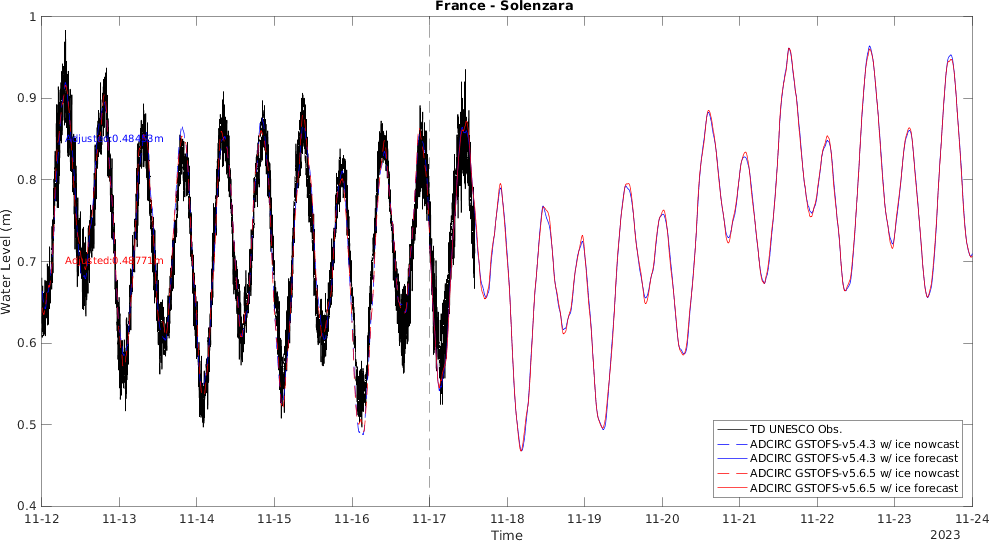 France - Solenzara
1
0.9
0.8
0.7
0.6
0.5
0.4
Water Level (m)
Adjusted:0.48771m
TD UNESCO Obs.
ADCIRC GSTOFS-v5.4.3 w/ ice nowcast
ADCIRC GSTOFS-v5.4.3 w/ ice forecast
ADCIRC GSTOFS-v5.6.5 w/ ice nowcast
ADCIRC GSTOFS-v5.6.5 w/ ice forecast
11-12 11-13 11-14 11-15 11-16 11-17 11-18 11-19 11-20 11-21 11-22 11-23 11-24
Time
2023